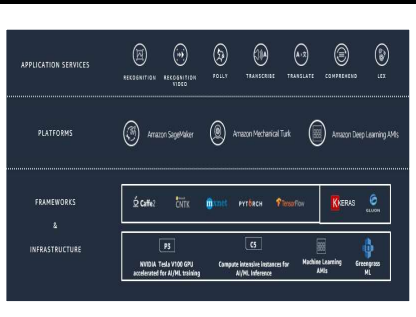 APPLICATION SERVICES
REKOGNITION
REKOGNITION
VIDEO
POLLY
TRANSCRIBE
TRANSLATE
COMPREHEND
LEX
PLATFORMS
Amazon SageMaker
Amazon Mechanical Turk
Amazon Deep Learning AMIs
FRAMEWORKS
&
INFRASTRUCTURE
Caffe2
CNTK
mxnet
PYTORCH
TensorFlow
KERAS
GLUON
P3
NVIDIA Tesla V100 GPU
accelerated for AI/ML training
C5
Compute intensive instances for
AI/ML Inference
Machine Learning
AMIs
Greengrass
ML